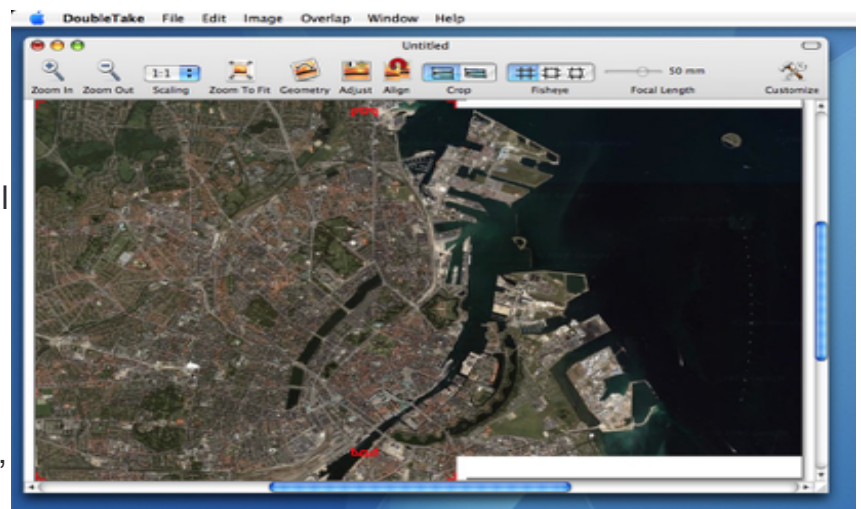 DoubleTake File Edit Image Overlap Window Help
Untitled
1:1
50 mm
Zoom In Zoom Out Scaling Zoom To Fit Geometry Adjust Align Crop Fisheye Focal Length Customize
l
,